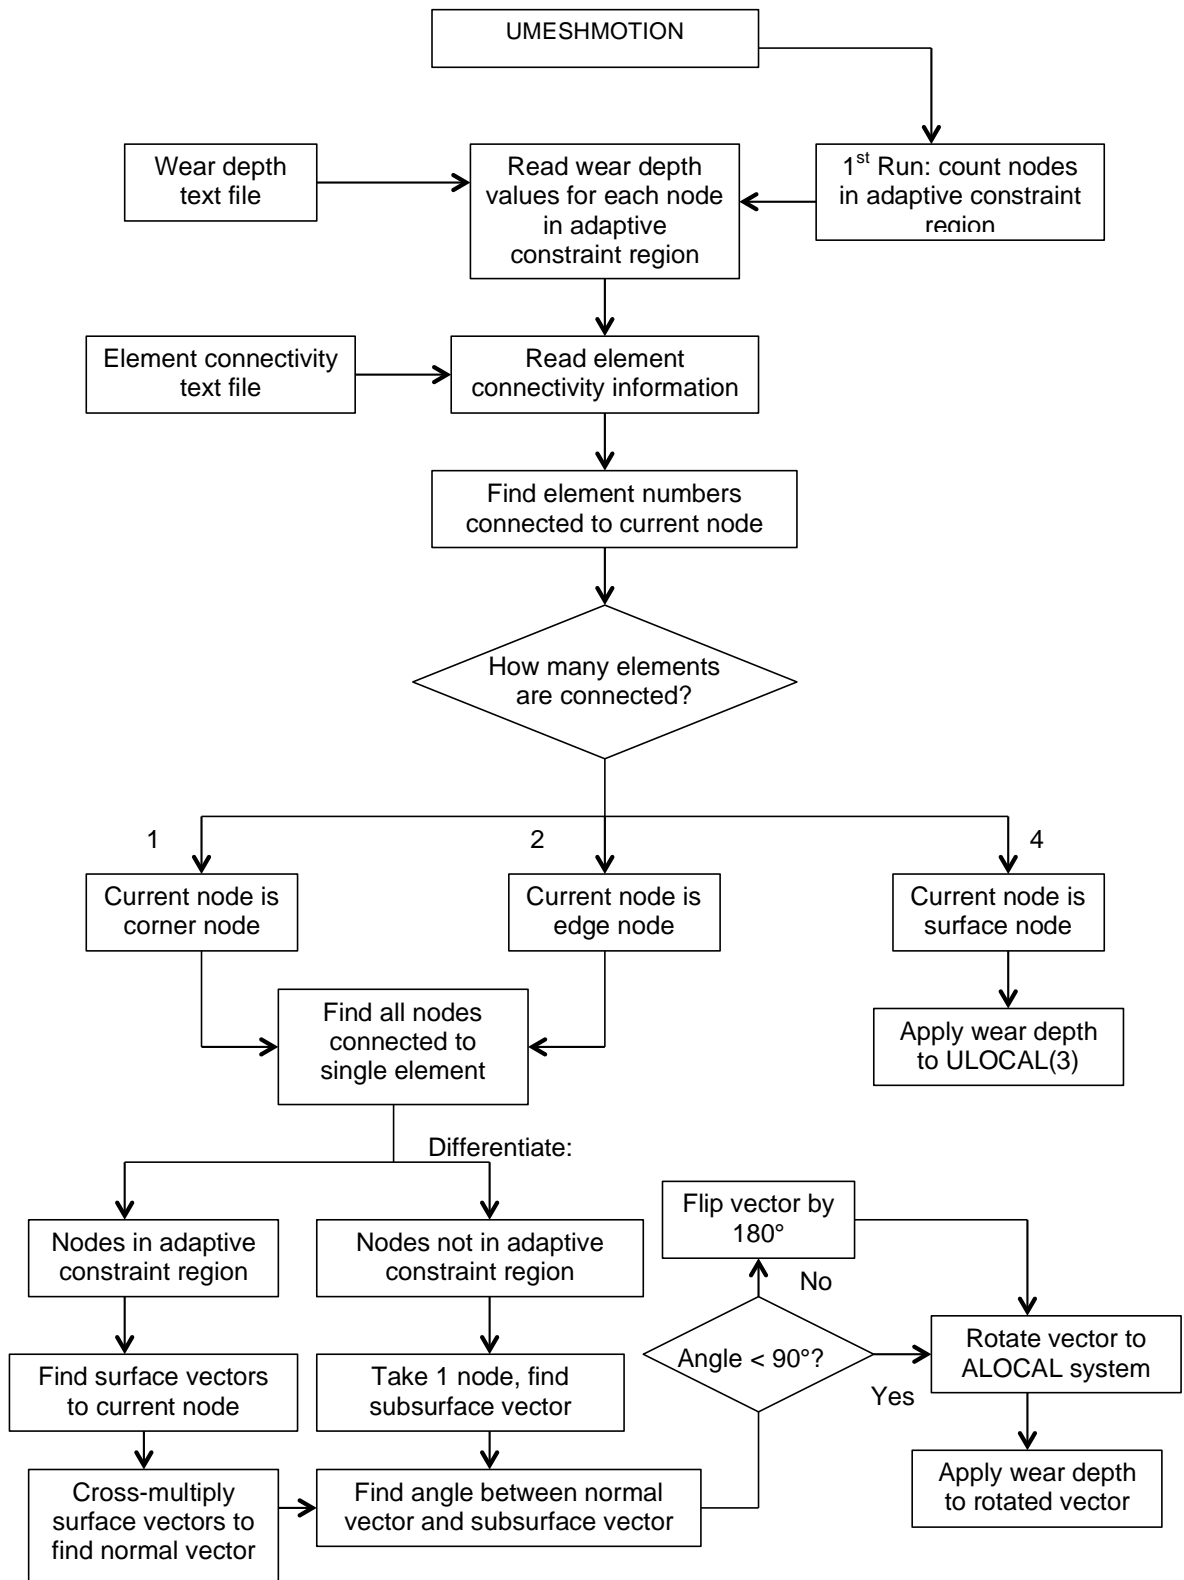 UMESHMOTION
Wear depth
text file
Read wear depth
values for each node
in adaptive
constraint region
1st Run: count nodes
in adaptive constraint
region
Element connectivity
text file
Read element
connectivity information
Find element numbers
connected to current node
How many elements
are connected?
1
2
4
Current node is
corner node
Current node is
edge node
Current node is
surface node
Find all nodes
connected to
single element
Apply wear depth
to ULOCAL(3)
Differentiate:
Nodes in adaptive
constraint region
Nodes not in adaptive
constraint region
Flip vector by
180°
No
Find surface vectors
to current node
Take 1 node, find
subsurface vector
Angle < 90°?
Yes
Rotate vector to
ALOCAL system
Cross-multiply
surface vectors to
find normal vector
Find angle between normal
vector and subsurface vector
Apply wear depth
to rotated vector